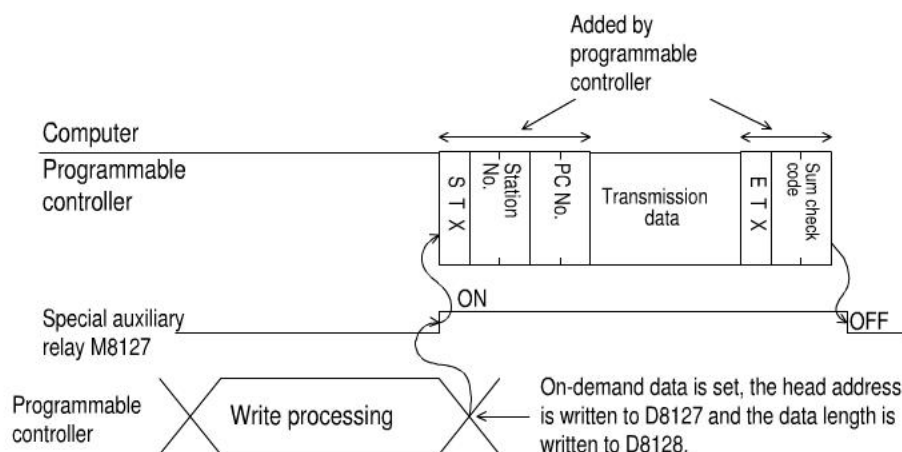 Added by
programmable
controller
Computer
Programmable
controller
STX
Station
No.
PC No.
Transmission
data
ETX
Sum check
code
ON
Special auxiliary
relay M8127
OFF
Programmable
controller
Write processing
On-demand data is set, the head address
is written to D8127 and the data length is
written to D8128.